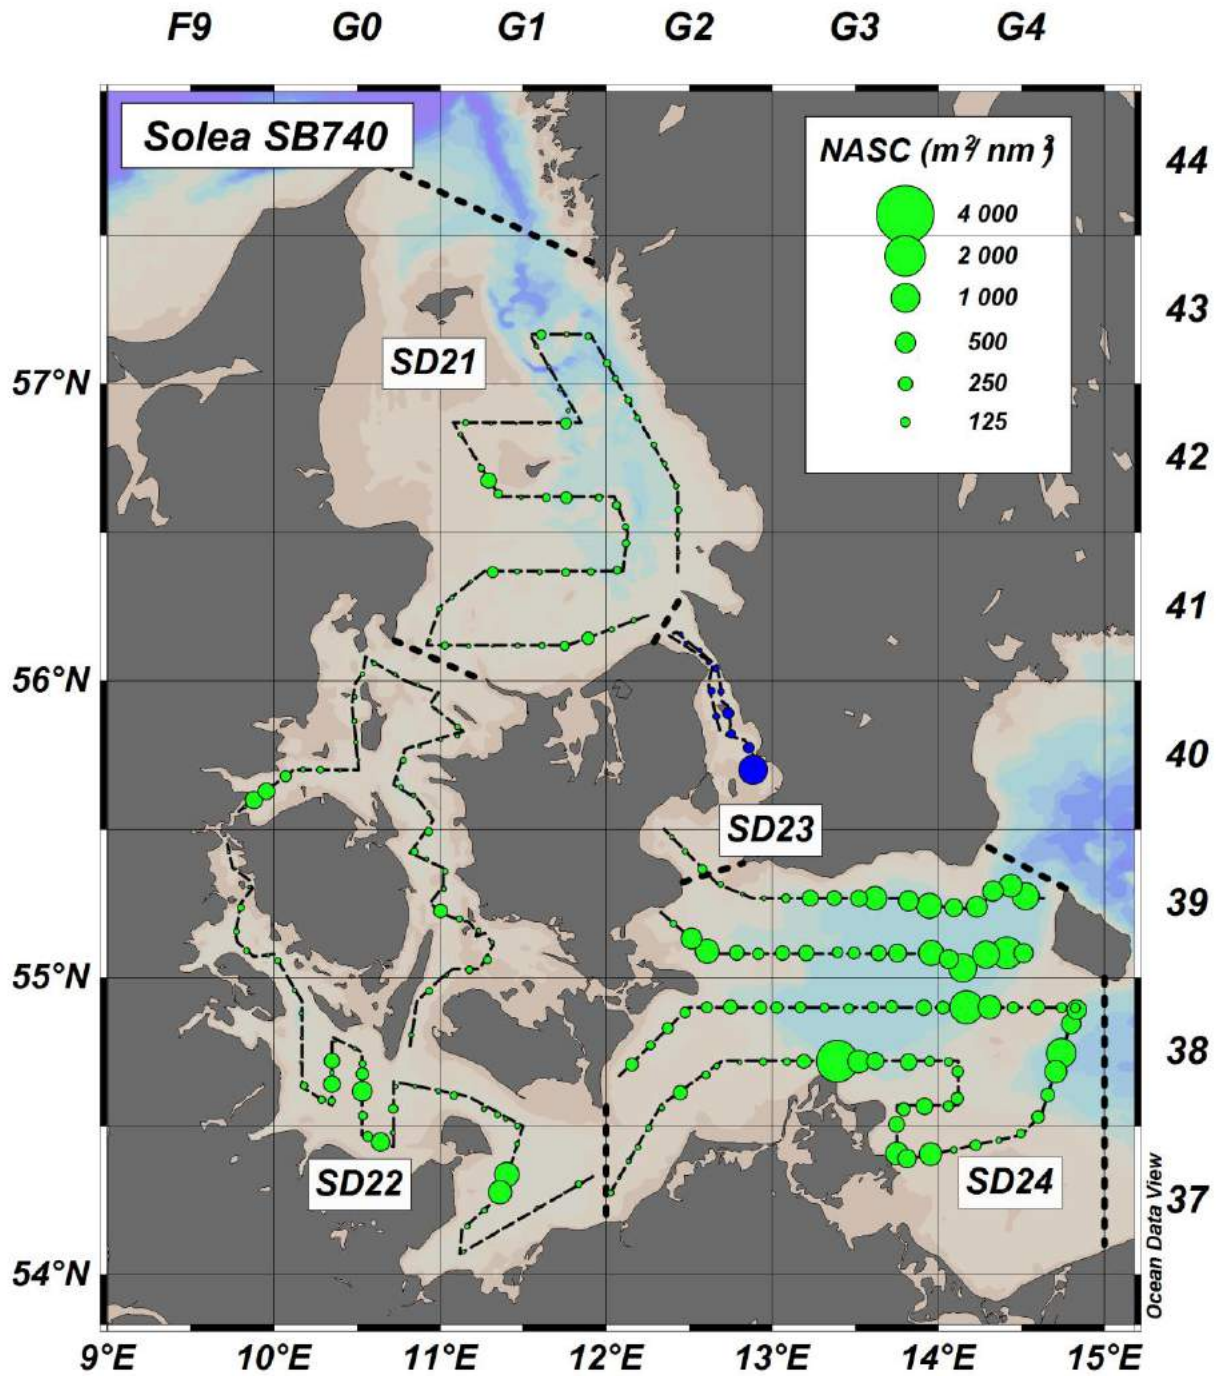 F9 G0 G1 G2 G3 G4
Solea SB740
NASC (m²/ nm²)
4 000
2 000
1 000
500
250
125
44
43
42
41
40
39
38
37
57°N
56°N
55°N
54°N
SD21
SD23
SD22
SD24
Ocean Data View
9°E 10°E 11°E 12°E 13°E 14°E 15°E